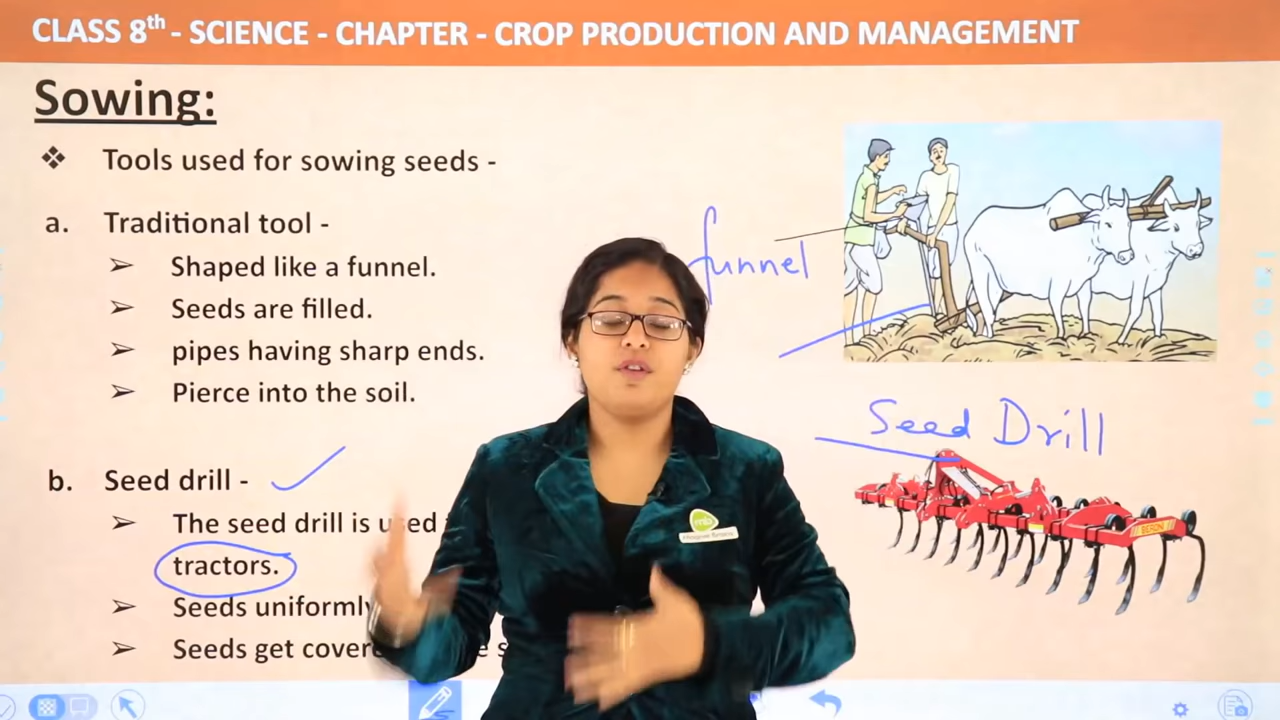 CLASS 8th - SCIENCE - CHAPTER - CROP PRODUCTION AND MANAGEMENT
Sowing:
❖ Tools used for sowing seeds -
a. Traditional tool -
➢ Shaped like a funnel.
➢ Seeds are filled.
➢ pipes having sharp ends.
➢ Pierce into the soil.
funnel
Seed Drill
b. Seed drill -
➢ The seed drill is used
tractors.
➢ Seeds uniformly
➢ Seeds get covere